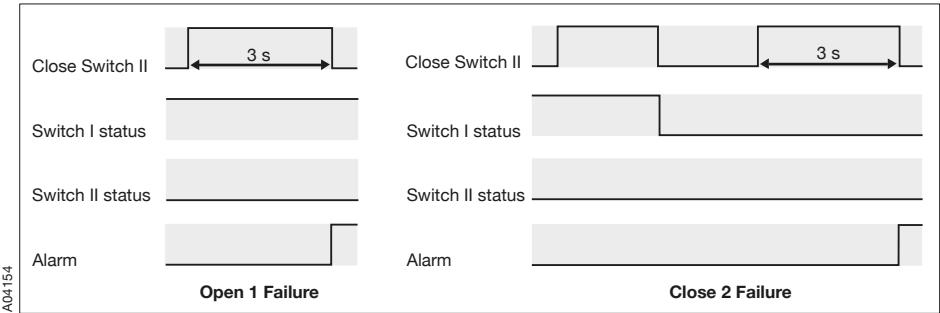 Close Switch II
3 s
Switch I status
Switch II status
Alarm
Open 1 Failure
Close Switch II
3 s
Switch I status
Switch II status
Alarm
Close 2 Failure
A04154